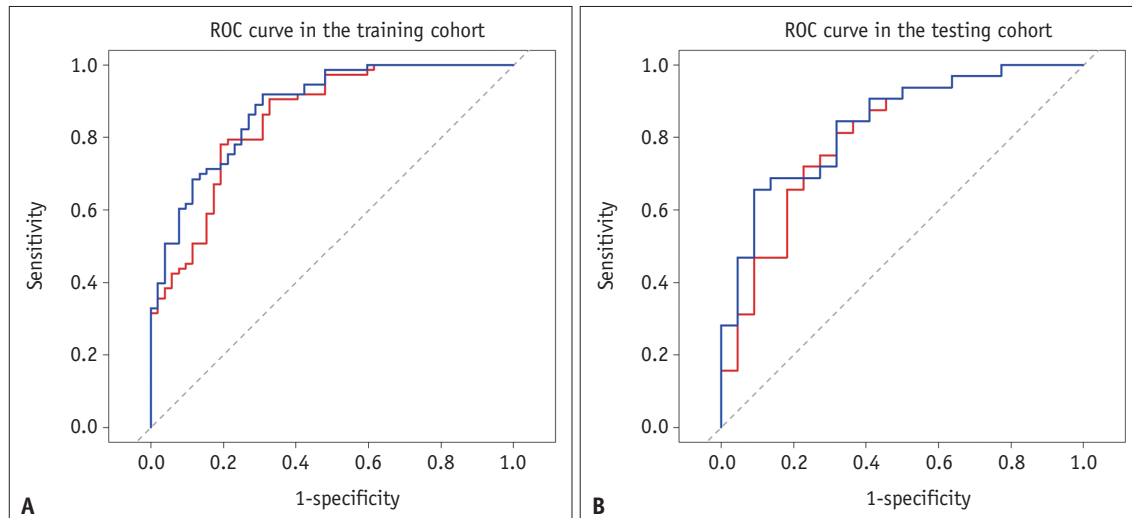 ROC curve in the training cohort
1.0
0.8
0.6
0.4
0.2
0.0
Sensitivity
0.0 0.2 0.4 0.6 0.8 1.0
1-specificity
A
ROC curve in the testing cohort
1.0
0.8
0.6
0.4
0.2
0.0
Sensitivity
0.0 0.2 0.4 0.6 0.8 1.0
1-specificity
B